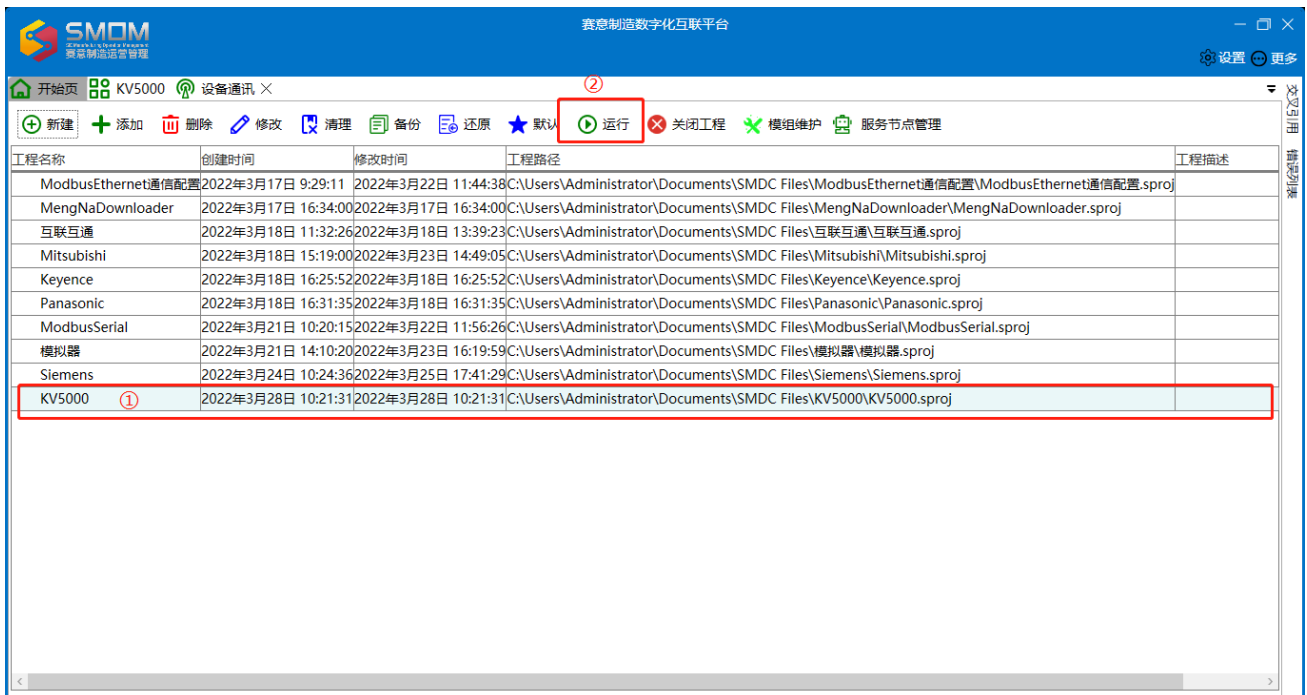 赛意制造数字化互联平台
SMOM
赛意制造运营管理
设置 更多
开始页 KV5000 设备通讯
②
新建 添加 删除 修改 清理 备份 还原 默认 运行 关闭工程 模组维护 服务节点管理
交叉引用
错误列表
工程名称 创建时间 修改时间 工程路径 工程描述
ModbusEthernet通信配置 2022年3月17日 9:29:11 2022年3月22日 11:44:38 C:\Users\Administrator\Documents\SMDC Files\ModbusEthernet通信配置\ModbusEthernet通信配置.sproj
MengNaDownloader 2022年3月17日 16:34:00 2022年3月17日 16:34:00 C:\Users\Administrator\Documents\SMDC Files\MengNaDownloader\MengNaDownloader.sproj
互联互通 2022年3月18日 11:32:26 2022年3月18日 13:39:23 C:\Users\Administrator\Documents\SMDC Files\互联互通\互联互通.sproj
Mitsubishi 2022年3月18日 15:19:00 2022年3月23日 14:49:05 C:\Users\Administrator\Documents\SMDC Files\Mitsubishi\Mitsubishi.sproj
Keyence 2022年3月18日 16:25:52 2022年3月18日 16:25:52 C:\Users\Administrator\Documents\SMDC Files\Keyence\Keyence.sproj
Panasonic 2022年3月18日 16:31:35 2022年3月18日 16:31:35 C:\Users\Administrator\Documents\SMDC Files\Panasonic\Panasonic.sproj
ModbusSerial 2022年3月21日 10:20:15 2022年3月22日 11:56:26 C:\Users\Administrator\Documents\SMDC Files\ModbusSerial\ModbusSerial.sproj
模拟器 2022年3月21日 14:10:20 2022年3月23日 16:19:59 C:\Users\Administrator\Documents\SMDC Files\模拟器\模拟器.sproj
Siemens 2022年3月24日 10:24:36 2022年3月25日 17:41:29 C:\Users\Administrator\Documents\SMDC Files\Siemens\Siemens.sproj
KV5000 ① 2022年3月28日 10:21:31 2022年3月28日 10:21:31 C:\Users\Administrator\Documents\SMDC Files\KV5000\KV5000.sproj